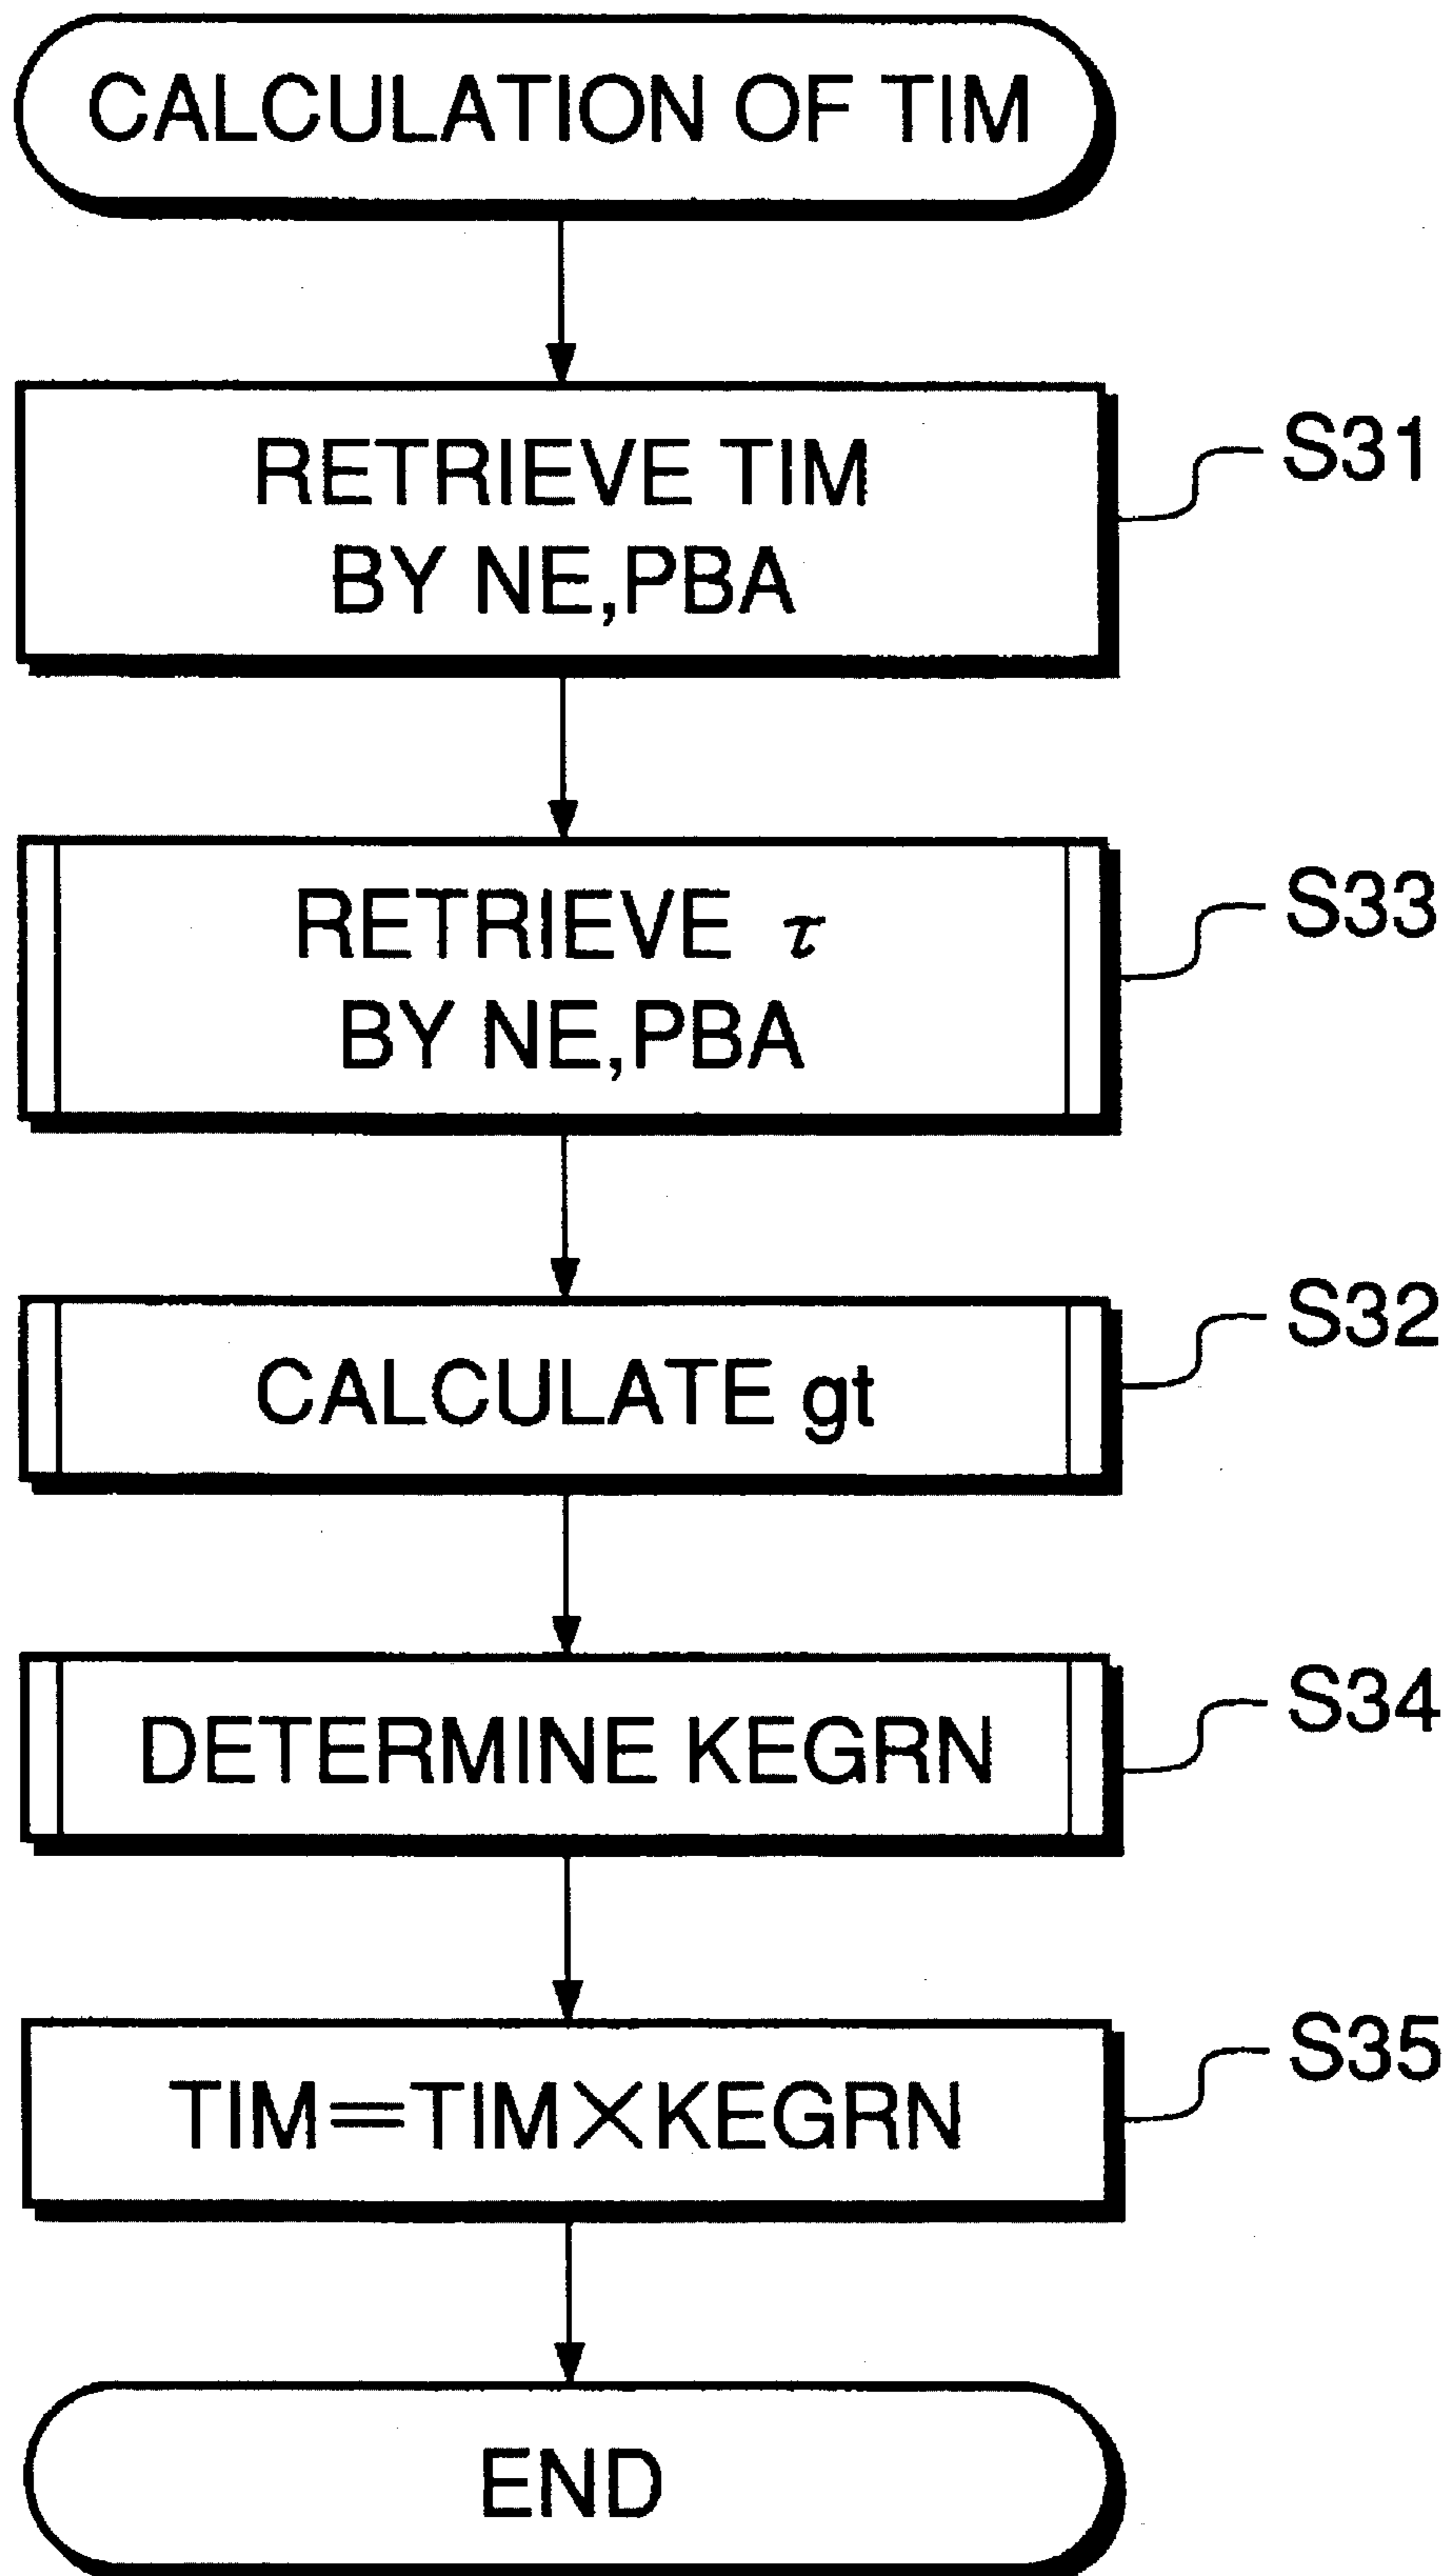 CALCULATION OF TIM
RETRIEVE TIM
BY NE,PBA
S31
RETRIEVE τ
BY NE,PBA
S33
CALCULATE gt
S32
DETERMINE KEGRN
S34
TIM=TIM×KEGRN
S35
END